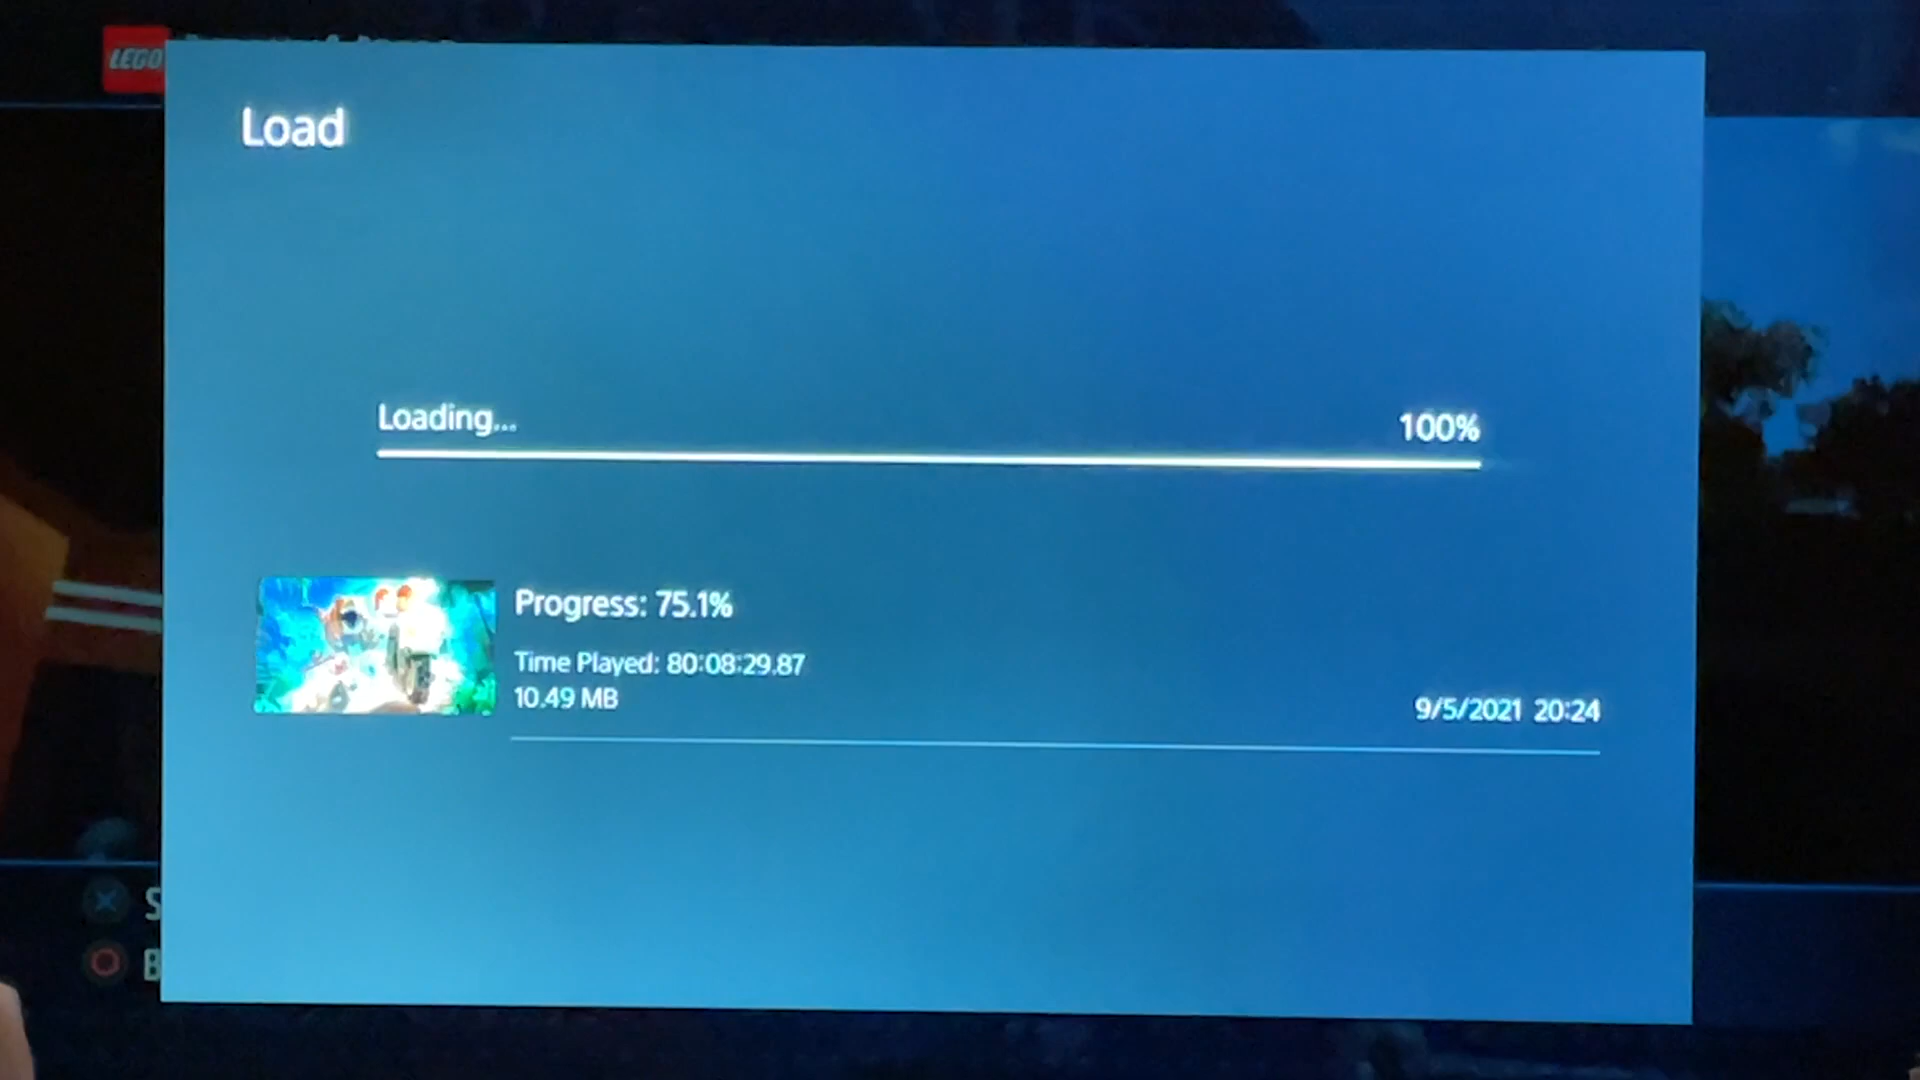 LEGO
Load
Loading...
100%
Progress: 75.1%
Time Played: 80:08:29.87
10.49 MB
9/5/2021 20:24
S
B